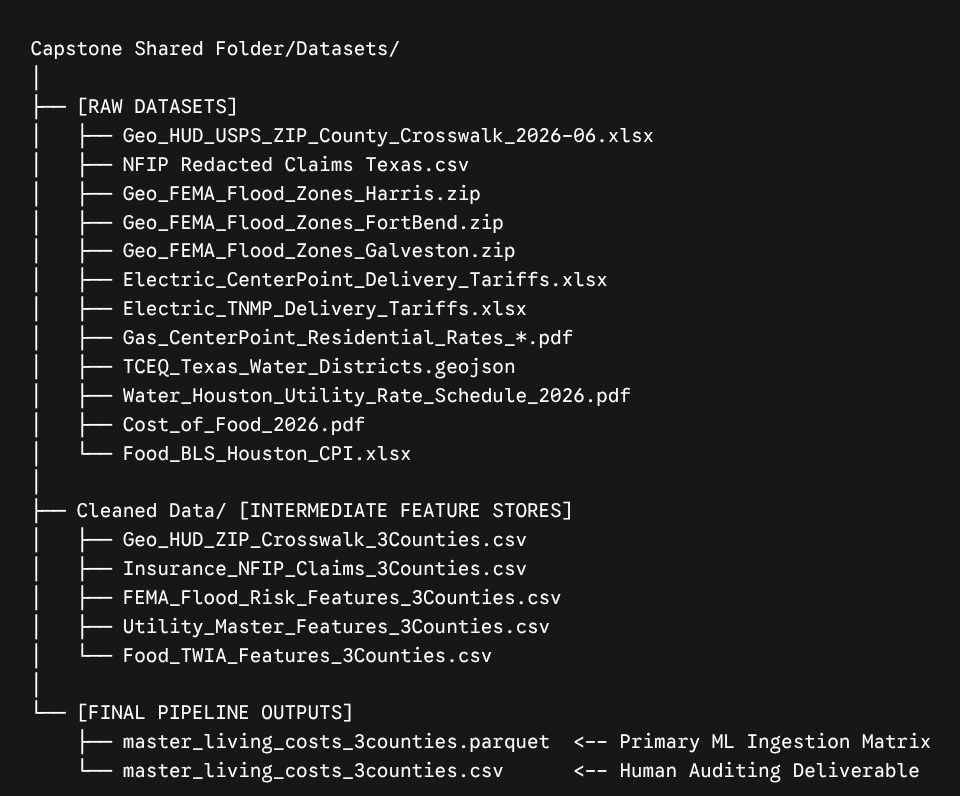 Capstone Shared Folder/Datasets/
│
├── [RAW DATASETS]
│   ├── Geo_HUD_USPS_ZIP_County_Crosswalk_2026-06.xlsx
│   ├── NFIP Redacted Claims Texas.csv
│   ├── Geo_FEMA_Flood_Zones_Harris.zip
│   ├── Geo_FEMA_Flood_Zones_FortBend.zip
│   ├── Geo_FEMA_Flood_Zones_Galveston.zip
│   ├── Electric_CenterPoint_Delivery_Tariffs.xlsx
│   ├── Electric_TNMP_Delivery_Tariffs.xlsx
│   ├── Gas_CenterPoint_Residential_Rates_*.pdf
│   ├── TCEQ_Texas_Water_Districts.geojson
│   ├── Water_Houston_Utility_Rate_Schedule_2026.pdf
│   ├── Cost_of_Food_2026.pdf
│   └── Food_BLS_Houston_CPI.xlsx
│
├── Cleaned Data/ [INTERMEDIATE FEATURE STORES]
│   ├── Geo_HUD_ZIP_Crosswalk_3Counties.csv
│   ├── Insurance_NFIP_Claims_3Counties.csv
│   ├── FEMA_Flood_Risk_Features_3Counties.csv
│   ├── Utility_Master_Features_3Counties.csv
│   └── Food_TWIA_Features_3Counties.csv
│
└── [FINAL PIPELINE OUTPUTS]
    ├── master_living_costs_3counties.parquet  <-- Primary ML Ingestion Matrix
    └── master_living_costs_3counties.csv      <-- Human Auditing Deliverable